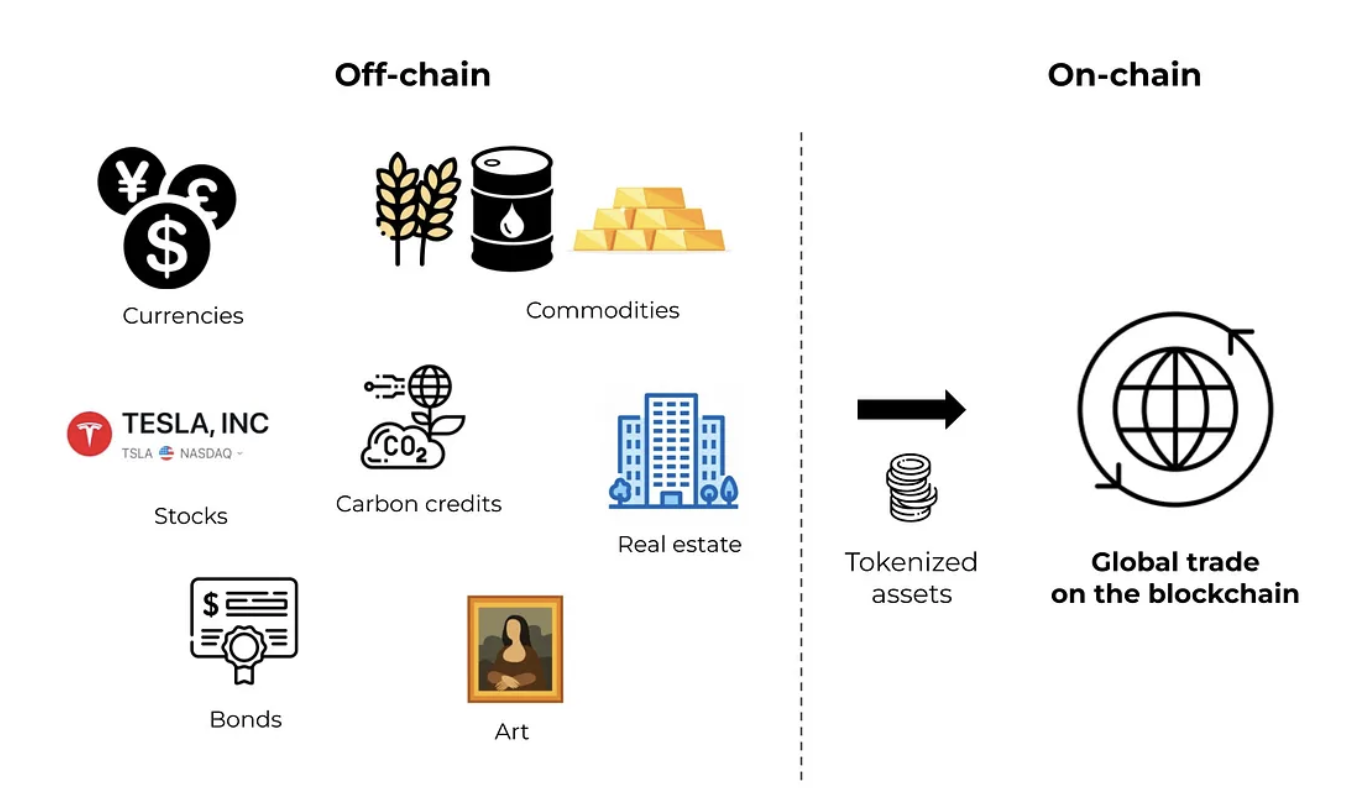 Off-chain
On-chain
¥
£
$
Currencies
Commodities
TESLA, INC
TSLA NASDAQ
Stocks
CO2
Carbon credits
Real estate
Tokenized
assets
Global trade
on the blockchain
$
Bonds
Art